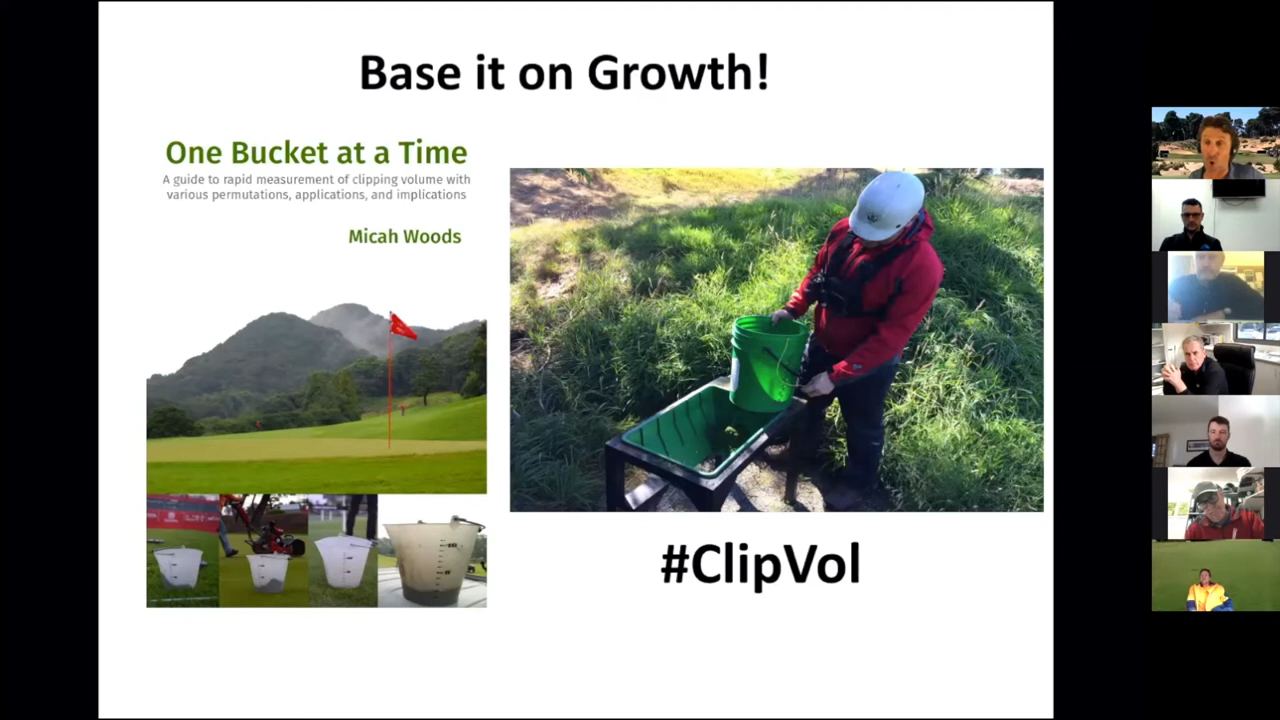 Base it on Growth!
One Bucket at a Time
A guide to rapid measurement of clipping volume with
various permutations, applications, and implications
Micah Woods
#ClipVol